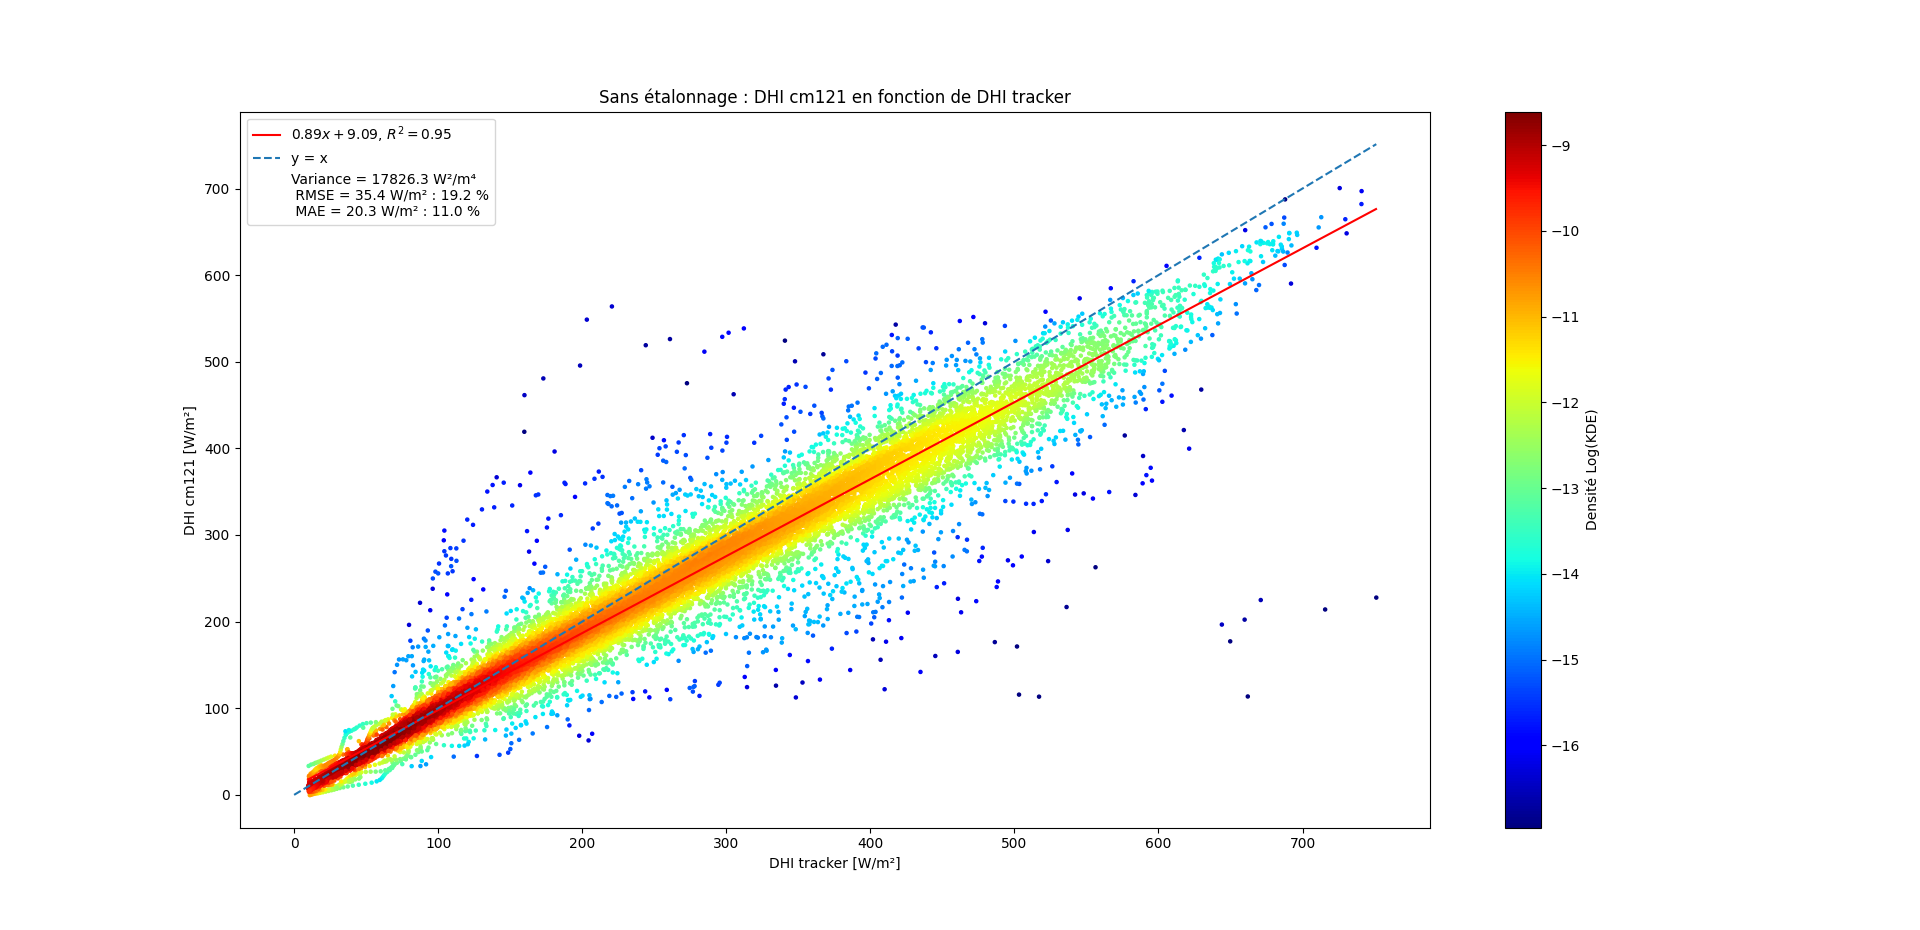 Sans étalonnage : DHI cm121 en fonction de DHI tracker
0.89x + 9.09, R² = 0.95
y = x
Variance = 17826.3 W²/m⁴
RMSE = 35.4 W/m² : 19.2 %
MAE = 20.3 W/m² : 11.0 %
DHI cm121 [W/m²]
700
600
500
400
300
200
100
0
0 100 200 300 400 500 600 700
DHI tracker [W/m²]
−9
−10
−11
−12
−13
−14
−15
−16
Densité Log(KDE)